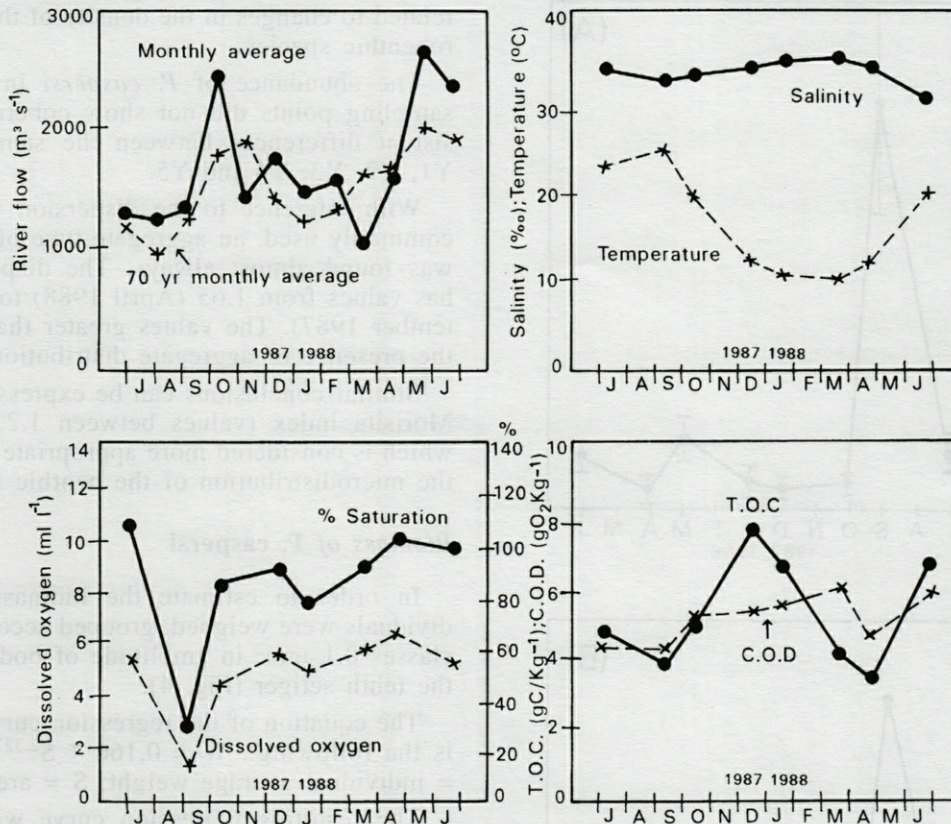 3000
2000
1000
0
River flow (m³ s⁻¹)
Monthly average
70 yr monthly average
1987 1988
J A S O N D J F M A M J
40
30
20
10
0
Salinity (‰);Temperature (°C)
Salinity
Temperature
1987 1988
J A S O N D J F M A M J
14
12
10
8
6
4
2
0
Dissolved oxygen (ml l⁻¹)
% Saturation
Dissolved oxygen
1987 1988
J A S O N D J F M A M J
%
140
120
100
80
60
40
20
0
10
8
6
4
2
0
T.O.C. (gC/Kg⁻¹);C.O.D. (gO₂Kg⁻¹)
T.O.C
C.O.D
1987 1988
J A S O N D J F M A M J